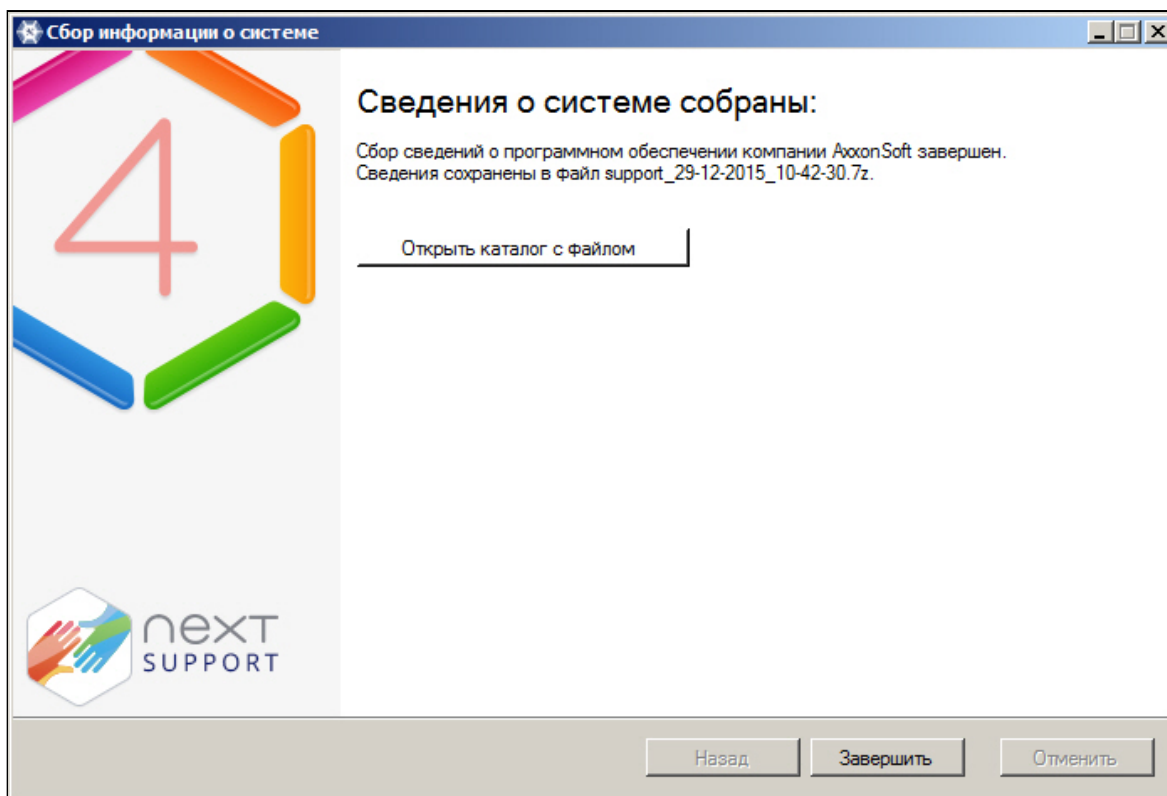 Сбор информации о системе
4
Сведения о системе собраны:
Сбор сведений о программном обеспечении компании AxxonSoft завершен.
Сведения сохранены в файл support_29-12-2015_10-42-30.7z.
Открыть каталог с файлом
next
SUPPORT
Назад
Завершить
Отменить